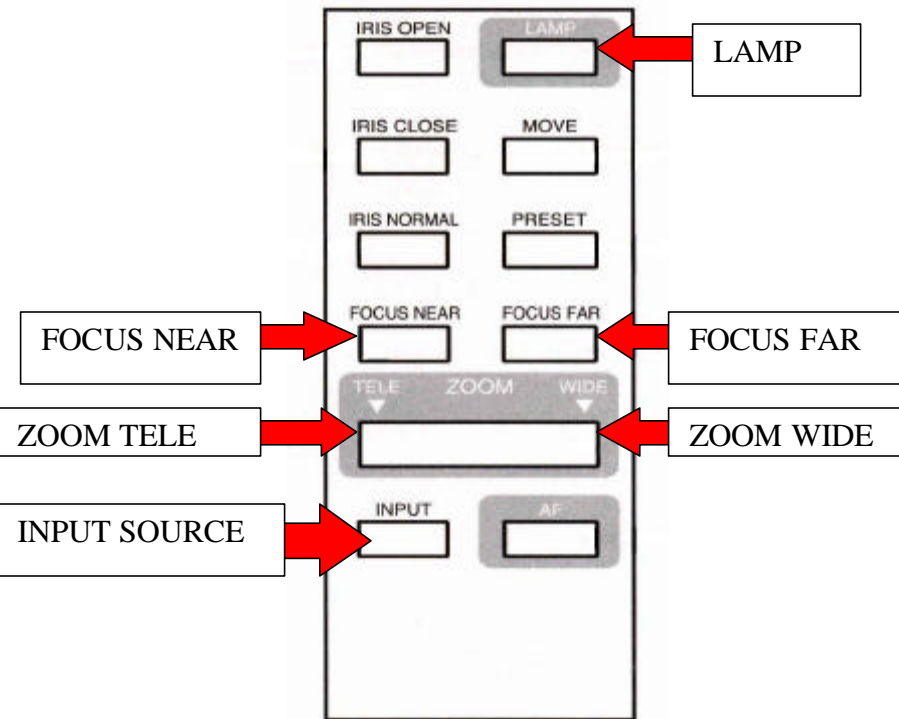 IRIS OPEN LAMP
LAMP
IRIS CLOSE MOVE
IRIS NORMAL PRESET
FOCUS NEAR FOCUS FAR
FOCUS NEAR
FOCUS FAR
TELE ZOOM WIDE
ZOOM TELE
ZOOM WIDE
INPUT AF
INPUT SOURCE